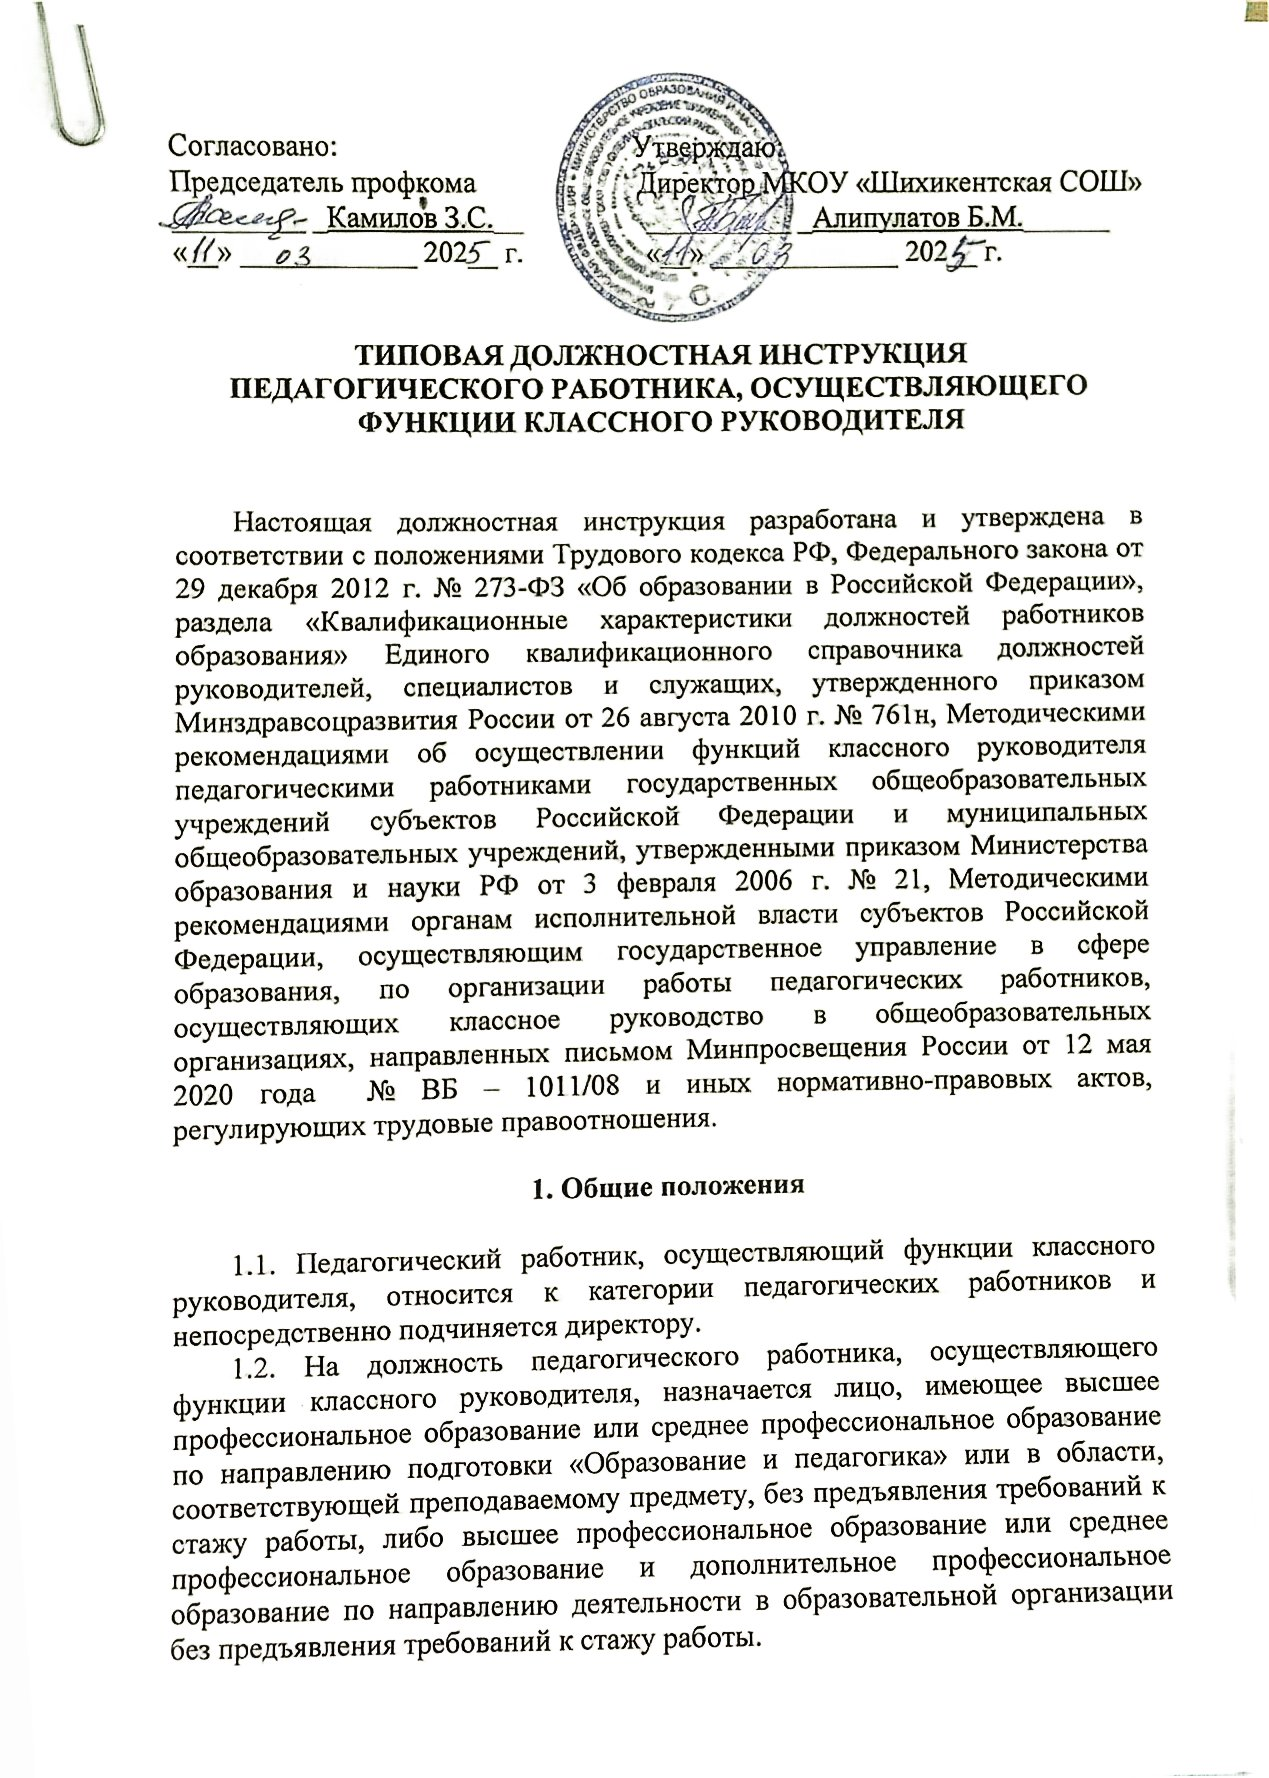 Согласовано: Утверждаю
Председатель профкома Директор МКОУ «Шихикентская СОШ»
Камилов З.С. Алипулатов Б.М.
«11» 03 2025 г. «11» 03 2025 г.
МИНИСТЕРСТВО ОБРАЗОВАНИЯ И
ТИПОВАЯ ДОЛЖНОСТНАЯ ИНСТРУКЦИЯ
ПЕДАГОГИЧЕСКОГО РАБОТНИКА, ОСУЩЕСТВЛЯЮЩЕГО
ФУНКЦИИ КЛАССНОГО РУКОВОДИТЕЛЯ
Настоящая должностная инструкция разработана и утверждена в
соответствии с положениями Трудового кодекса РФ, Федерального закона от
29 декабря 2012 г. № 273-ФЗ «Об образовании в Российской Федерации»,
раздела «Квалификационные характеристики должностей работников
образования» Единого квалификационного справочника должностей
руководителей, специалистов и служащих, утвержденного приказом
Минздравсоцразвития России от 26 августа 2010 г. № 761н, Методическими
рекомендациями об осуществлении функций классного руководителя
педагогическими работниками государственных общеобразовательных
учреждений субъектов Российской Федерации и муниципальных
общеобразовательных учреждений, утвержденными приказом Министерства
образования и науки РФ от 3 февраля 2006 г. № 21, Методическими
рекомендациями органам исполнительной власти субъектов Российской
Федерации, осуществляющим государственное управление в сфере
образования, по организации работы педагогических работников,
осуществляющих классное руководство в общеобразовательных
организациях, направленных письмом Минпросвещения России от 12 мая
2020 года № ВБ – 1011/08 и иных нормативно-правовых актов,
регулирующих трудовые правоотношения.
1. Общие положения
1.1. Педагогический работник, осуществляющий функции классного
руководителя, относится к категории педагогических работников и
непосредственно подчиняется директору.
1.2. На должность педагогического работника, осуществляющего
функции классного руководителя, назначается лицо, имеющее высшее
профессиональное образование или среднее профессиональное образование
по направлению подготовки «Образование и педагогика» или в области,
соответствующей преподаваемому предмету, без предъявления требований к
стажу работы, либо высшее профессиональное образование или среднее
профессиональное образование и дополнительное профессиональное
образование по направлению деятельности в образовательной организации
без предъявления требований к стажу работы.